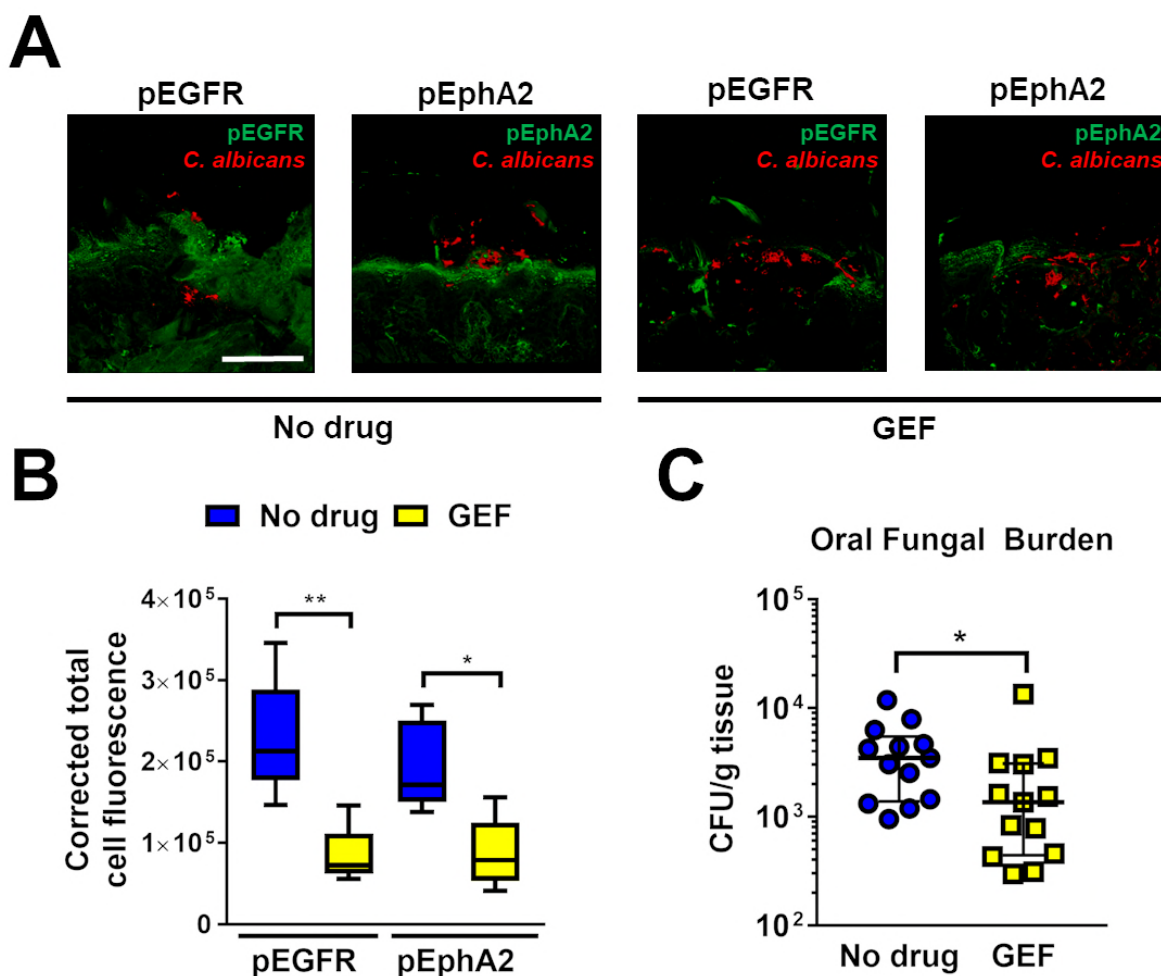 A
pEGFR
pEphA2
pEGFR
pEphA2
pEGFR
C. albicans
pEphA2
C. albicans
pEGFR
C. albicans
pEphA2
C. albicans
No drug
GEF
B
No drug
GEF
Corrected total
cell fluorescence
4×10⁵
3×10⁵
2×10⁵
1×10⁵
0
**
*
pEGFR
pEphA2
C
Oral Fungal Burden
CFU/g tissue
10⁵
10⁴
10³
10²
*
No drug
GEF